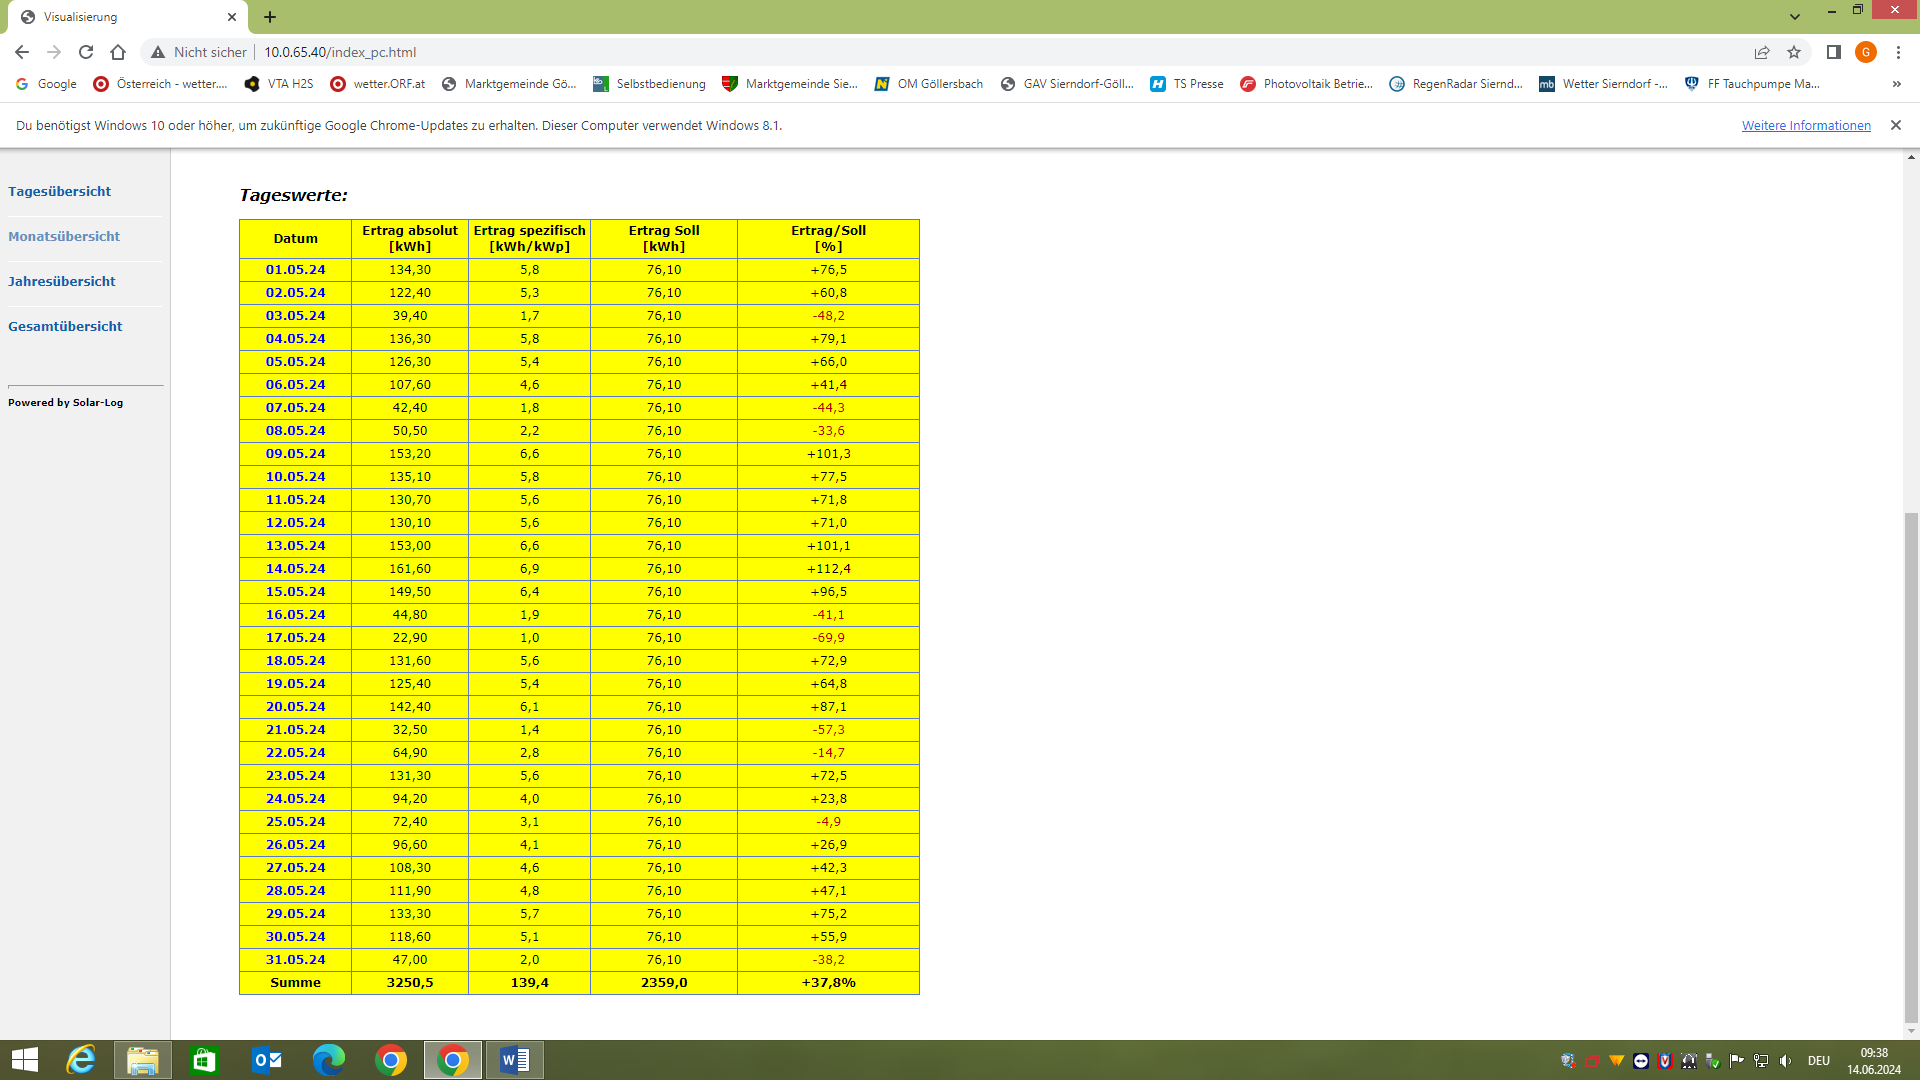 Visualisierung
Nicht sicher | 10.0.65.40/index_pc.html
G
Google Österreich - wetter.... VTA H2S wetter.ORF.at Marktgemeinde Gö... Selbstbedienung Marktgemeinde Sie... OM Göllersbach GAV Sierndorf-Göll... TS Presse Photovoltaik Betrie... RegenRadar Siernd... Wetter Sierndorf -... FF Tauchpumpe Ma... »
Du benötigst Windows 10 oder höher, um zukünftige Google Chrome-Updates zu erhalten. Dieser Computer verwendet Windows 8.1. Weitere Informationen
Tagesübersicht
Monatsübersicht
Jahresübersicht
Gesamtübersicht
Powered by Solar-Log
Tageswerte:
Datum Ertrag absolut [kWh] Ertrag spezifisch [kWh/kWp] Ertrag Soll [kWh] Ertrag/Soll [%]
01.05.24 134,30 5,8 76,10 +76,5
02.05.24 122,40 5,3 76,10 +60,8
03.05.24 39,40 1,7 76,10 -48,2
04.05.24 136,30 5,8 76,10 +79,1
05.05.24 126,30 5,4 76,10 +66,0
06.05.24 107,60 4,6 76,10 +41,4
07.05.24 42,40 1,8 76,10 -44,3
08.05.24 50,50 2,2 76,10 -33,6
09.05.24 153,20 6,6 76,10 +101,3
10.05.24 135,10 5,8 76,10 +77,5
11.05.24 130,70 5,6 76,10 +71,8
12.05.24 130,10 5,6 76,10 +71,0
13.05.24 153,00 6,6 76,10 +101,1
14.05.24 161,60 6,9 76,10 +112,4
15.05.24 149,50 6,4 76,10 +96,5
16.05.24 44,80 1,9 76,10 -41,1
17.05.24 22,90 1,0 76,10 -69,9
18.05.24 131,60 5,6 76,10 +72,9
19.05.24 125,40 5,4 76,10 +64,8
20.05.24 142,40 6,1 76,10 +87,1
21.05.24 32,50 1,4 76,10 -57,3
22.05.24 64,90 2,8 76,10 -14,7
23.05.24 131,30 5,6 76,10 +72,5
24.05.24 94,20 4,0 76,10 +23,8
25.05.24 72,40 3,1 76,10 -4,9
26.05.24 96,60 4,1 76,10 +26,9
27.05.24 108,30 4,6 76,10 +42,3
28.05.24 111,90 4,8 76,10 +47,1
29.05.24 133,30 5,7 76,10 +75,2
30.05.24 118,60 5,1 76,10 +55,9
31.05.24 47,00 2,0 76,10 -38,2
Summe 3250,5 139,4 2359,0 +37,8%
DEU 09:38
14.06.2024